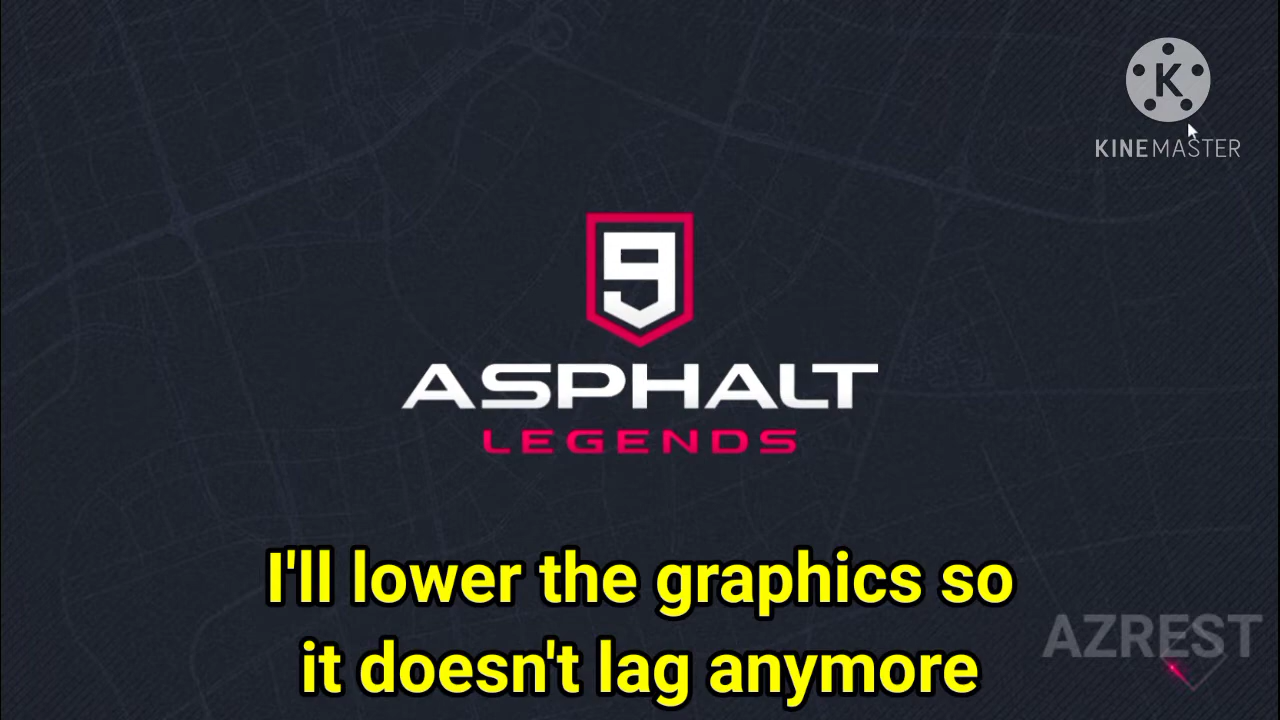 K
KINEMASTER
9
ASPHALT
LEGENDS
I'll lower the graphics so
it doesn't lag anymore
AZREST